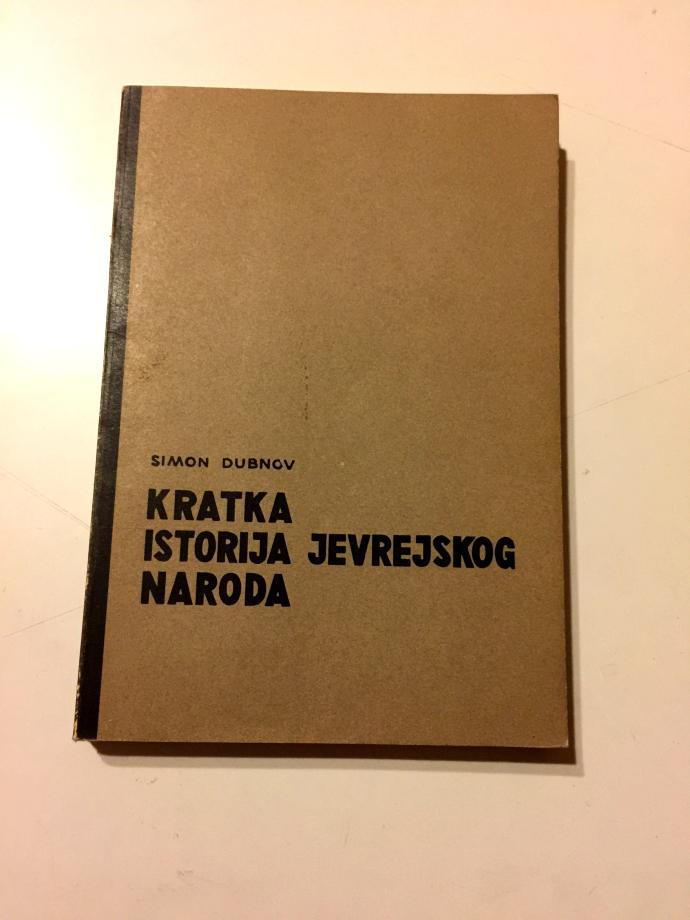 SIMON DUBNOV
KRATKA
ISTORIJA JEVREJSKOG
NARODA